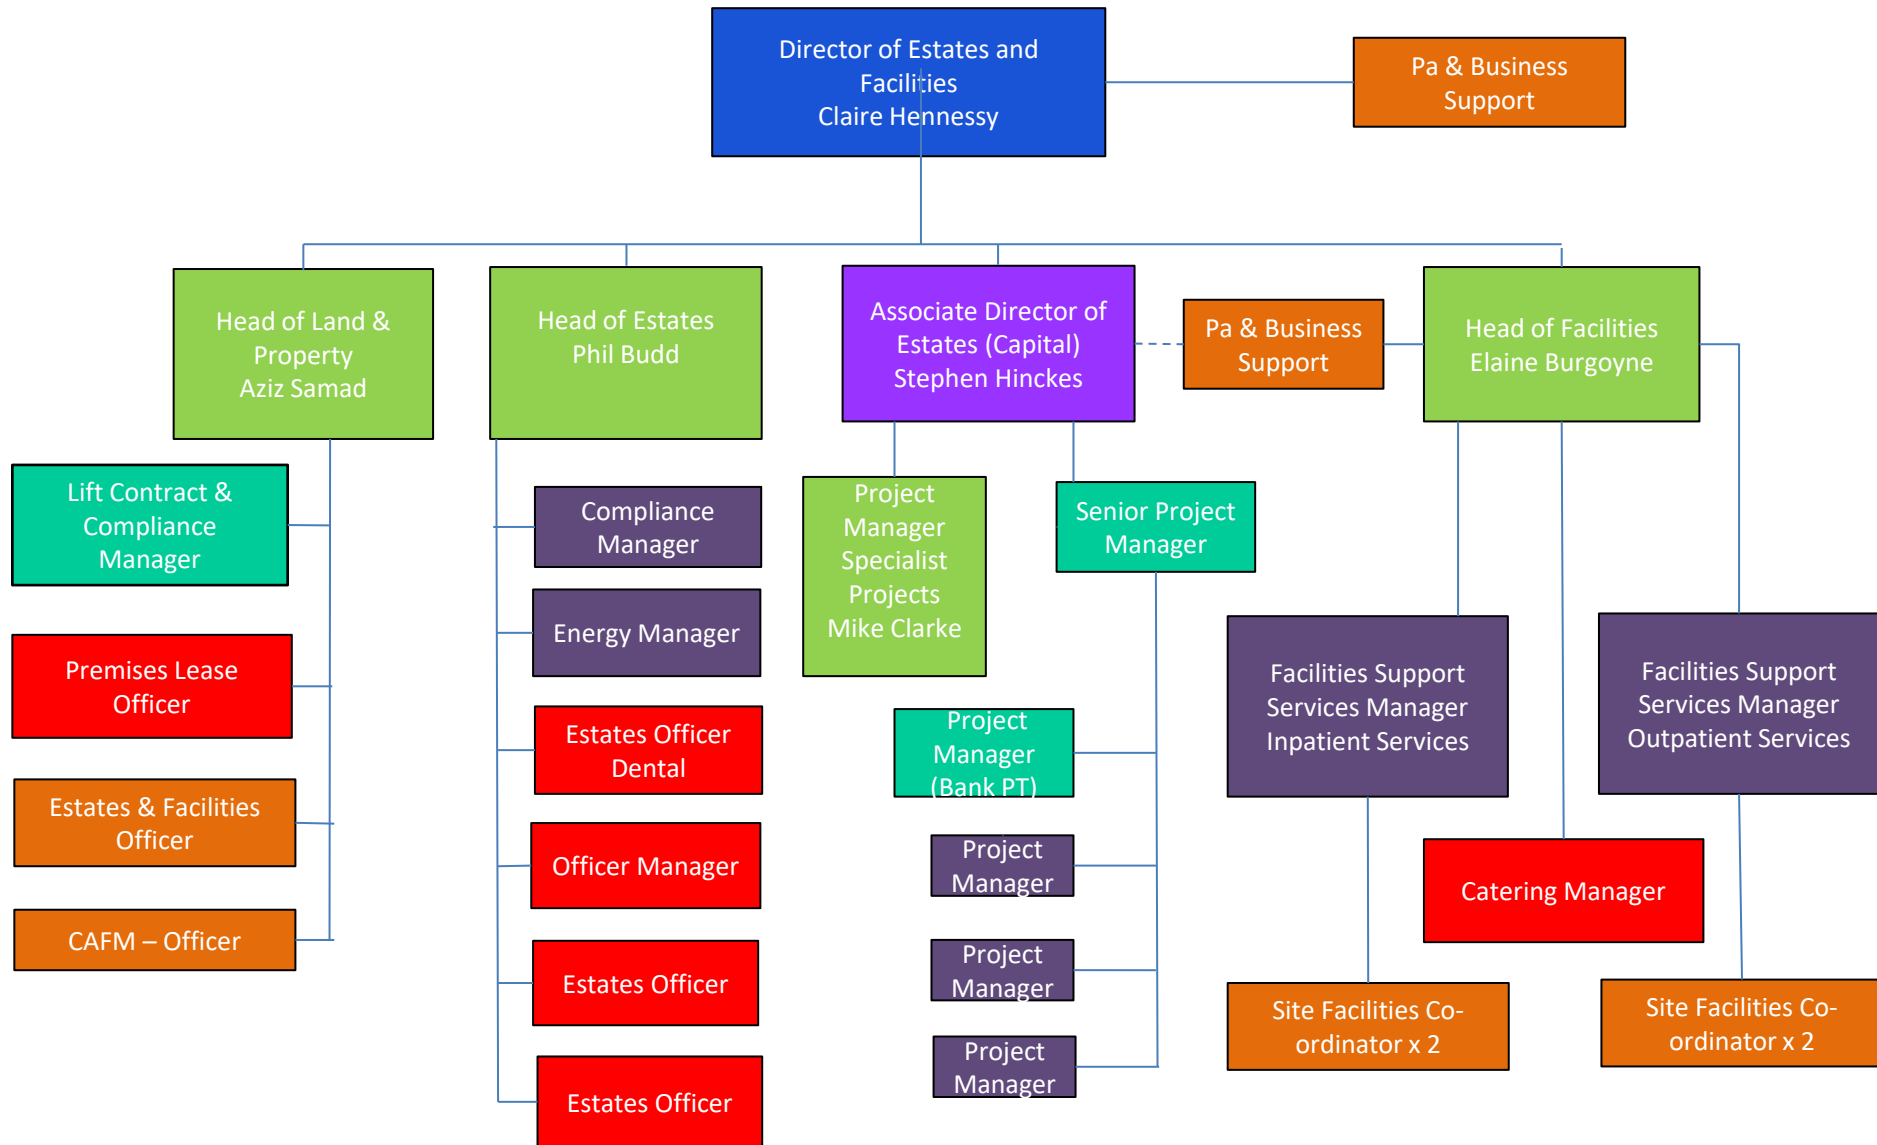 Director of Estates and
Facilities
Claire Hennessy
Pa & Business
Support
Head of Land &
Property
Aziz Samad
Head of Estates
Phil Budd
Associate Director of
Estates (Capital)
Stephen Hinckes
Pa & Business
Support
Head of Facilities
Elaine Burgoyne
Lift Contract &
Compliance
Manager
Premises Lease
Officer
Estates & Facilities
Officer
CAFM – Officer
Compliance
Manager
Energy Manager
Estates Officer
Dental
Officer Manager
Estates Officer
Estates Officer
Project
Manager
Specialist
Projects
Mike Clarke
Senior Project
Manager
Project
Manager
(Bank PT)
Project
Manager
Project
Manager
Project
Manager
Facilities Support
Services Manager
Inpatient Services
Facilities Support
Services Manager
Outpatient Services
Catering Manager
Site Facilities Co-
ordinator x 2
Site Facilities Co-
ordinator x 2